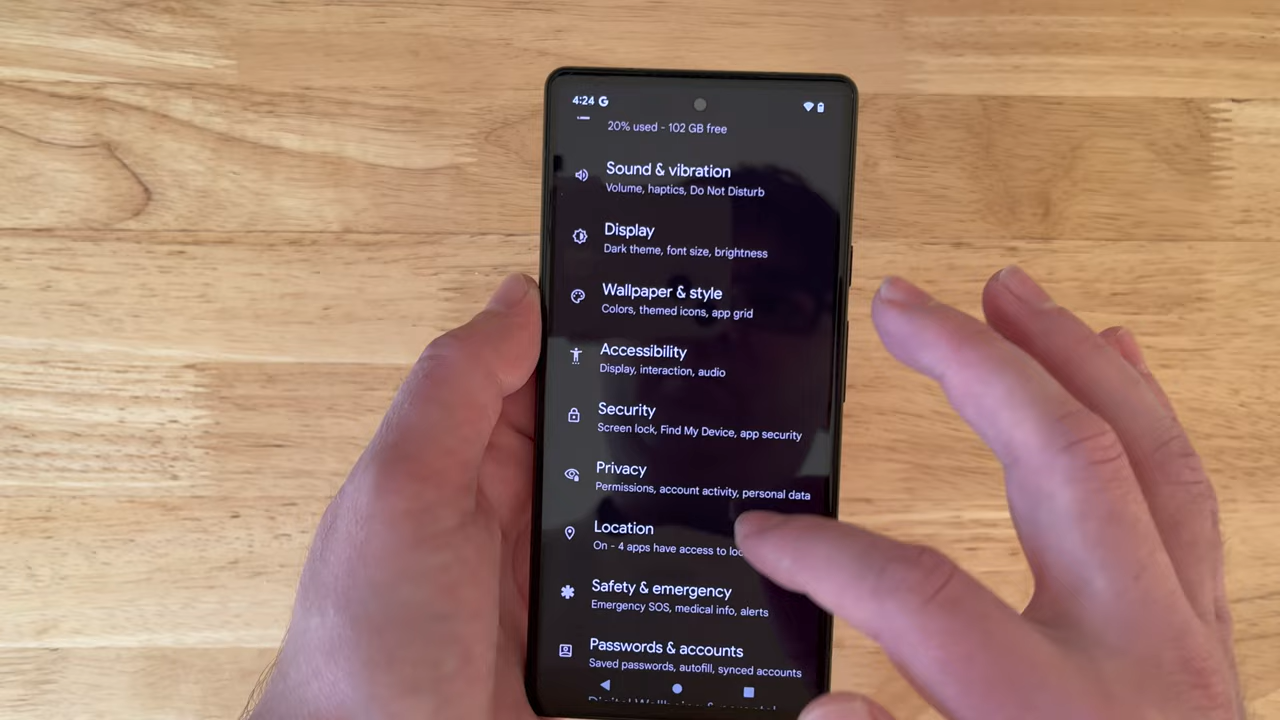 4:24 G
20% used - 102 GB free
Sound & vibration
Volume, haptics, Do Not Disturb
Display
Dark theme, font size, brightness
Wallpaper & style
Colors, themed icons, app grid
Accessibility
Display, interaction, audio
Security
Screen lock, Find My Device, app security
Privacy
Permissions, account activity, personal data
Location
On - 4 apps have access to
Safety & emergency
Emergency SOS, medical info, alerts
Passwords & accounts
Saved passwords, autofill, synced accounts